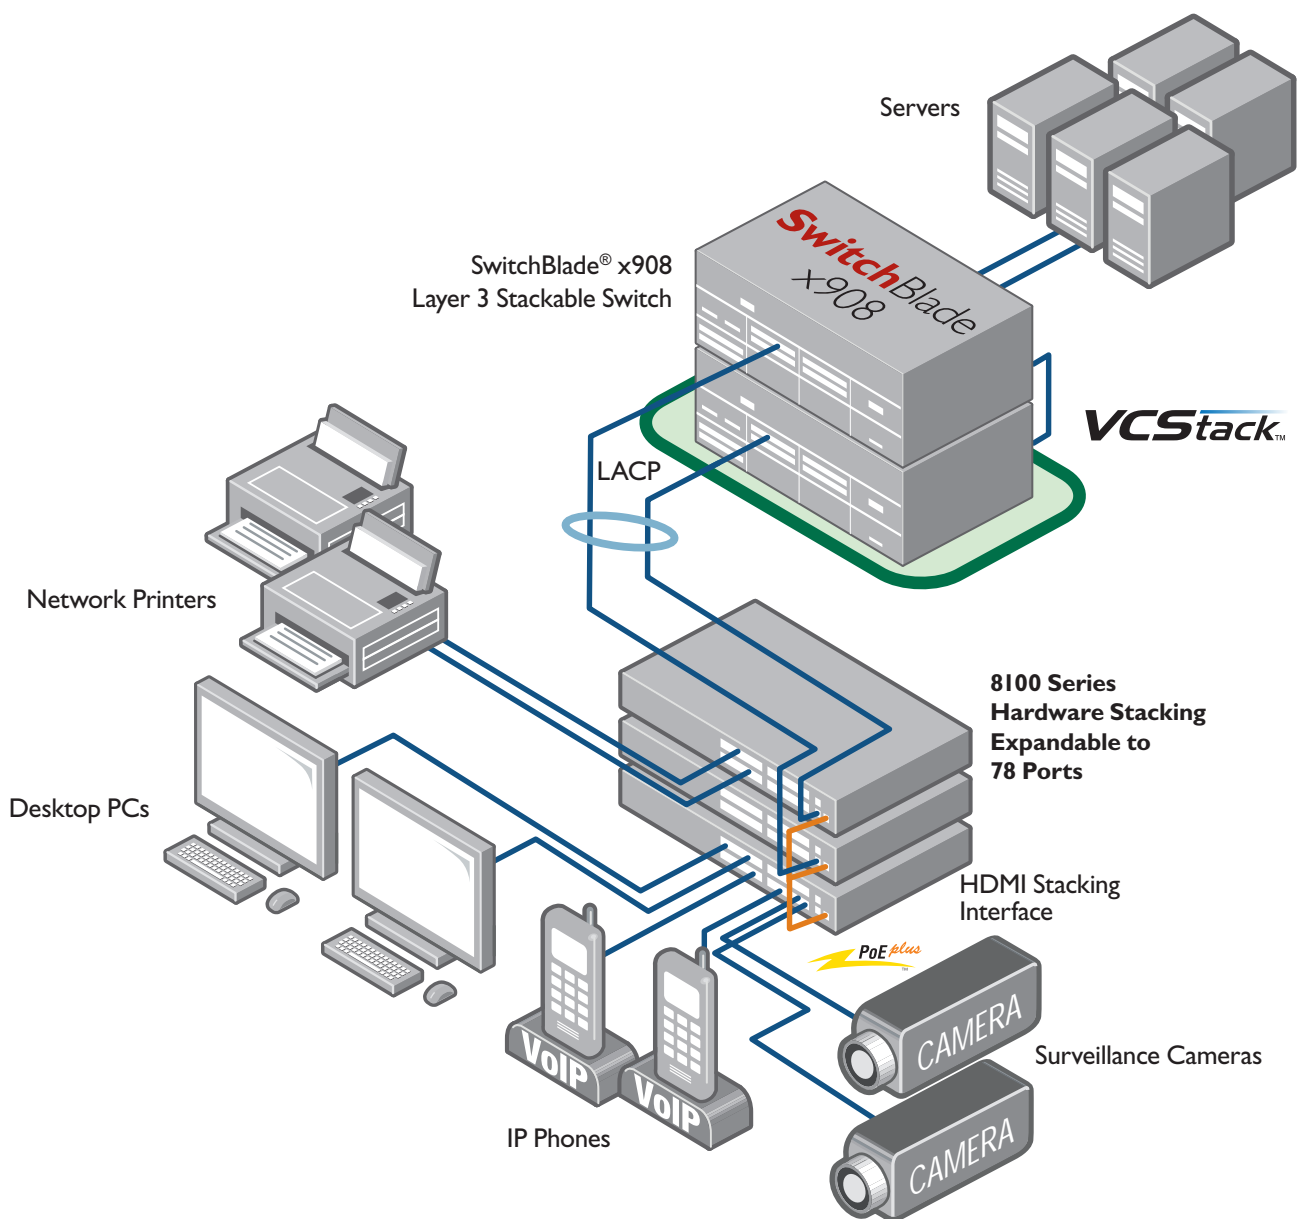 Servers
SwitchBlade
x908
SwitchBlade® x908
Layer 3 Stackable Switch
VCStack™
LACP
Network Printers
8100 Series
Hardware Stacking
Expandable to
78 Ports
Desktop PCs
HDMI Stacking
Interface
PoE plus™
CAMERA
Surveillance Cameras
VoIP
VoIP
IP Phones
CAMERA